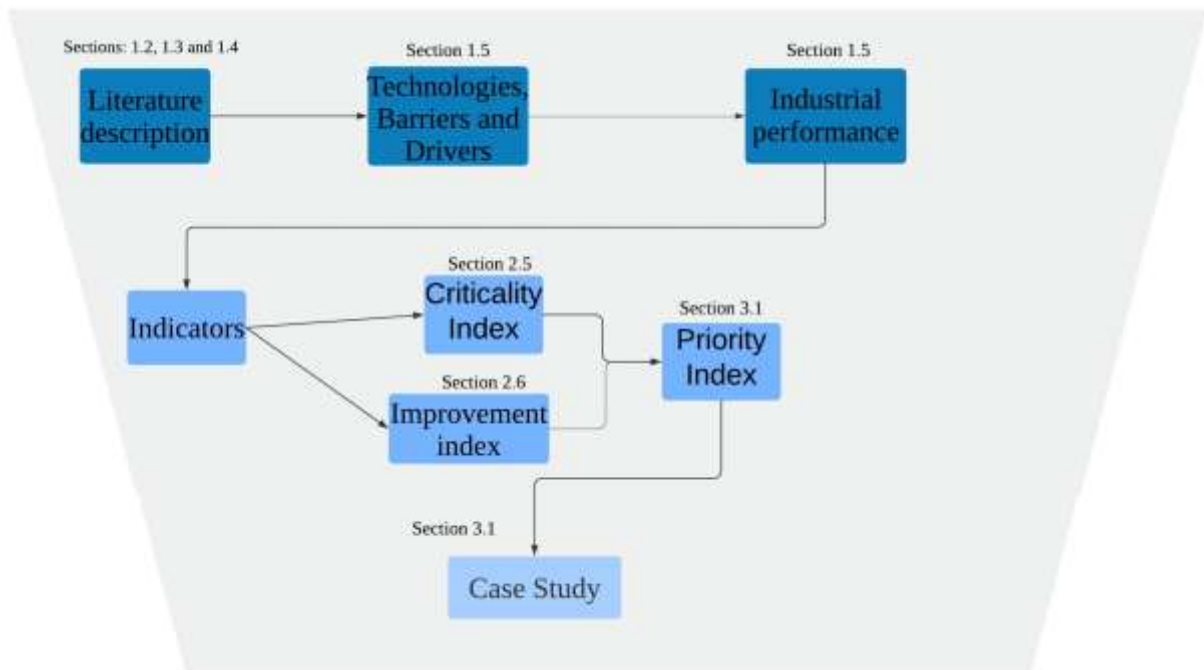 Sections: 1.2, 1.3 and 1.4
Literature
description
Section 1.5
Technologies,
Barriers and
Drivers
Section 1.5
Industrial
performance
Indicators
Section 2.5
Criticality
Index
Section 2.6
Improvement
index
Section 3.1
Priority
Index
Section 3.1
Case Study